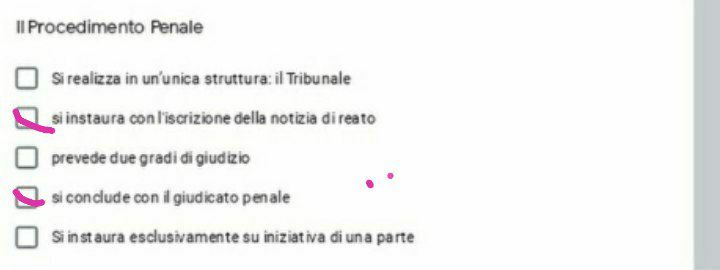 Il Procedimento Penale
Si realizza in un'unica struttura: il Tribunale
si instaura con l'iscrizione della notizia di reato
prevede due gradi di giudizio
si conclude con il giudicato penale
Si instaura esclusivamente su iniziativa di una parte